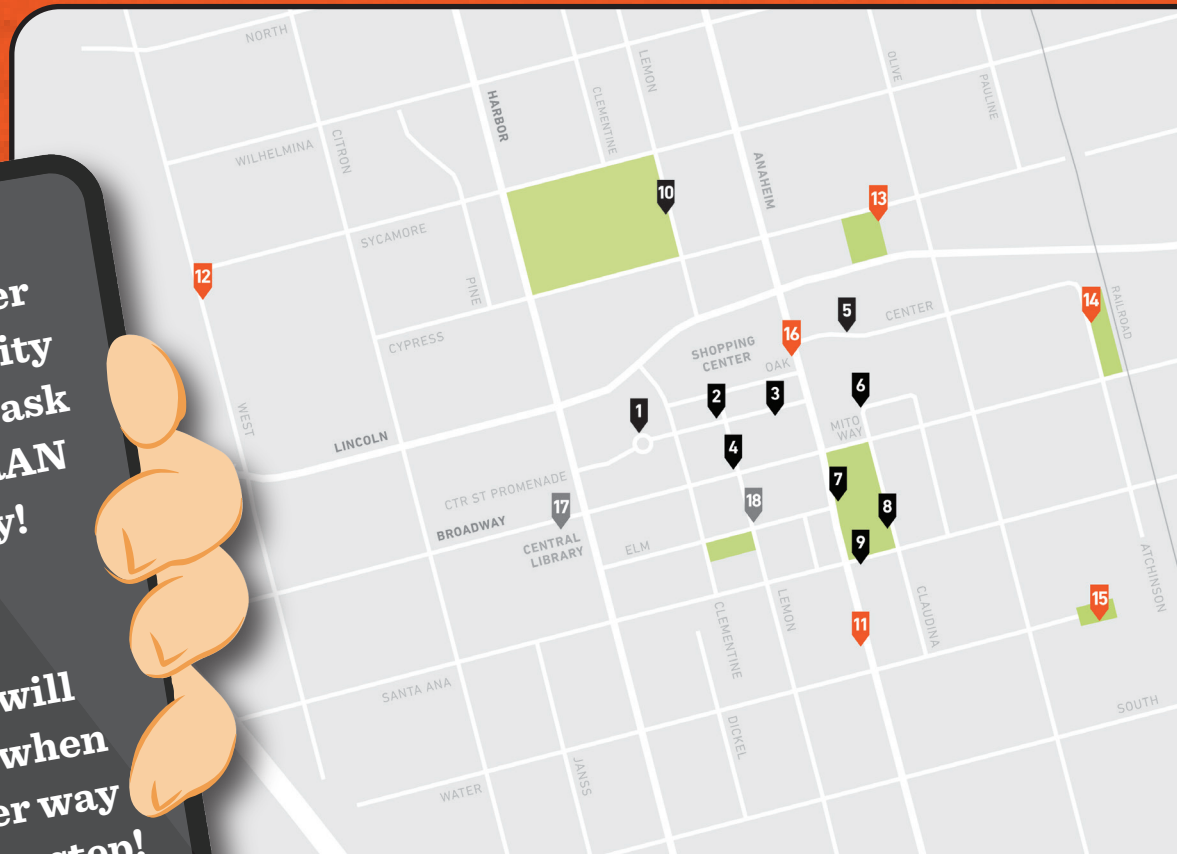 NORTH
LEMON
OLIVE
PAULINE
HARBOR
CLEMENTINE
WILHELMINA
CITRON
ANAHEIM
10
13
SYCAMORE
12
PINE
14
RAILROAD
5
CENTER
16
SHOPPING
CENTER
OAK
CYPRESS
1
2
3
6
WEST
LINCOLN
MITO
WAY
4
CTR ST PROMENADE
7
17
18
8
BROADWAY
CENTRAL
LIBRARY
ELM
9
ATCHINSON
CLEMENTINE
LEMON
CLAUDINA
15
11
SANTA ANA
SOUTH
DICKEL
JANSS
WATER
er
ity
ask
y!
will
when
er way
stop!